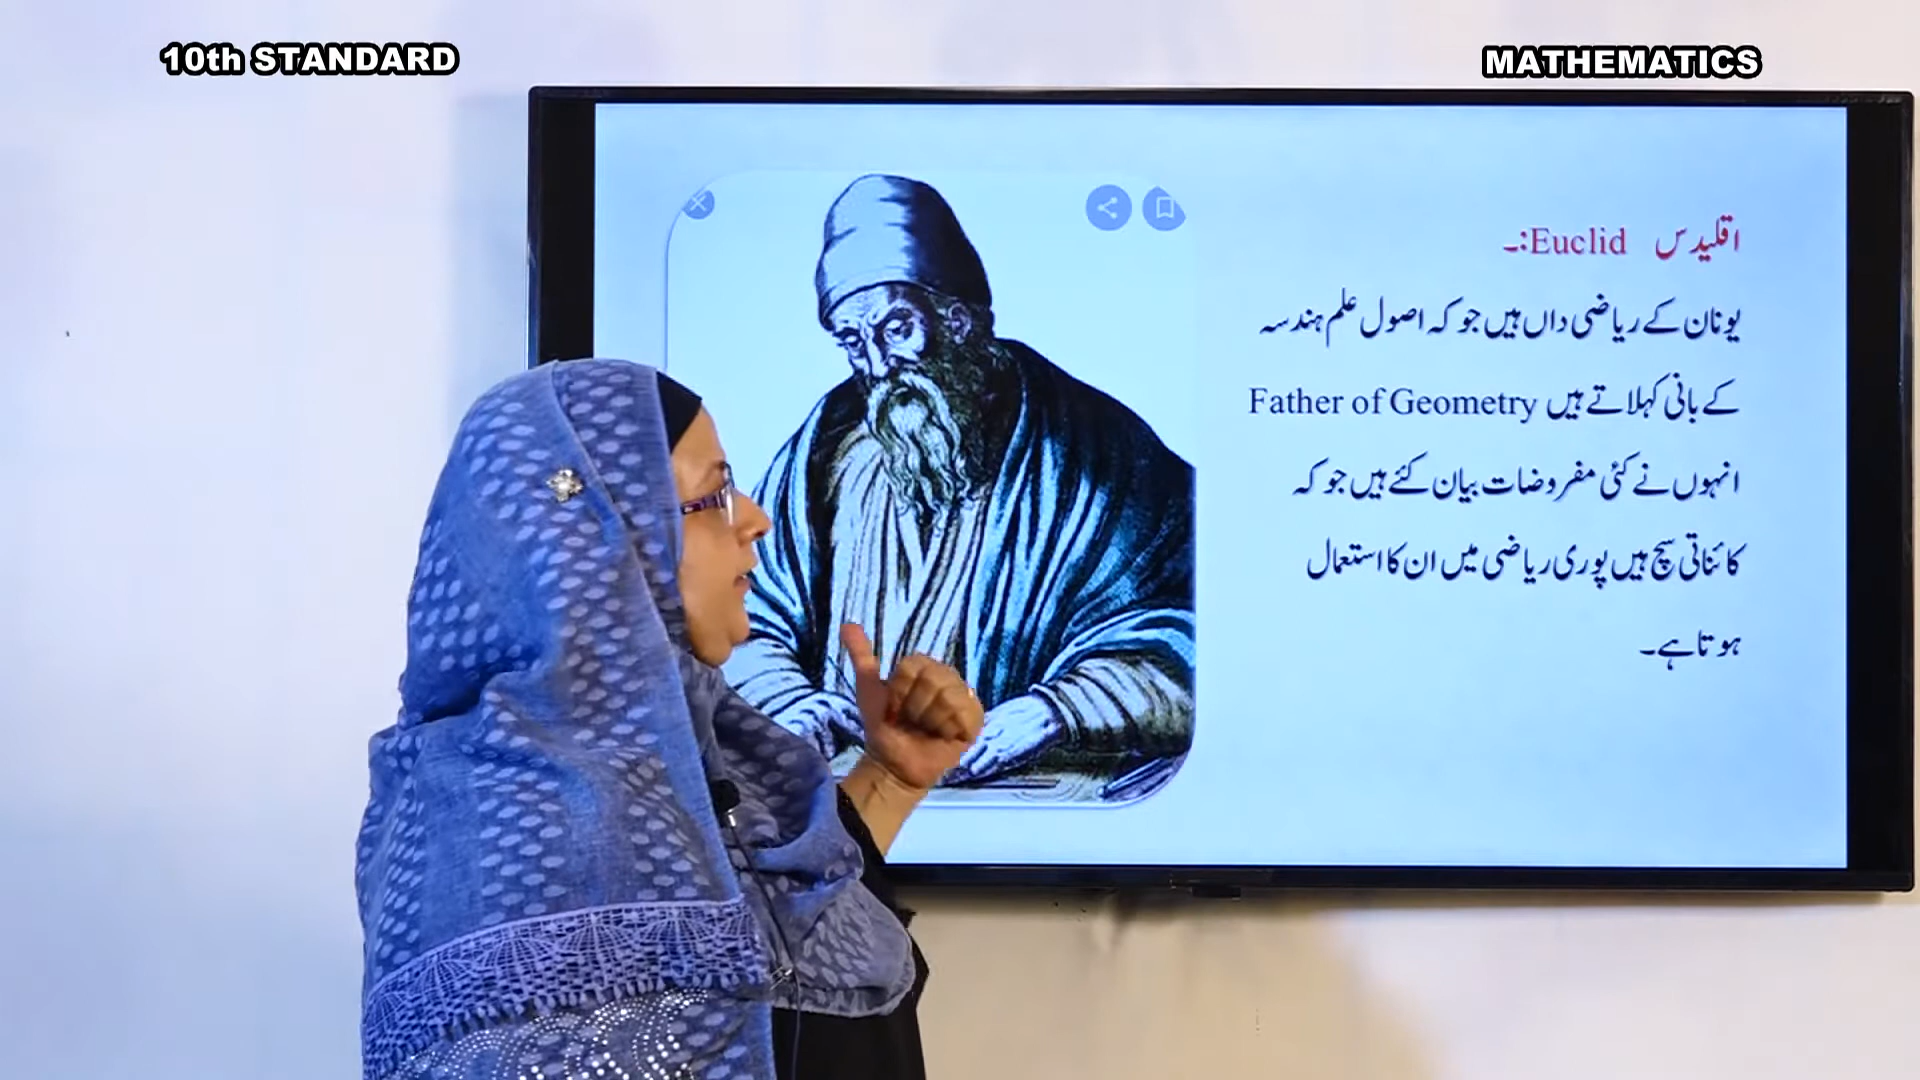 10th STANDARD
MATHEMATICS
اقلیدس Euclid:۔
یونان کے ریاضی داں ہیں جو کہ اصول علم ہندسہ
کے بانی کہلاتے ہیں Father of Geometry
انہوں نے کئی مفروضات بیان کئے ہیں جو کہ
کائناتی سچ ہیں پوری ریاضی میں ان کا استعمال
ہوتا ہے۔